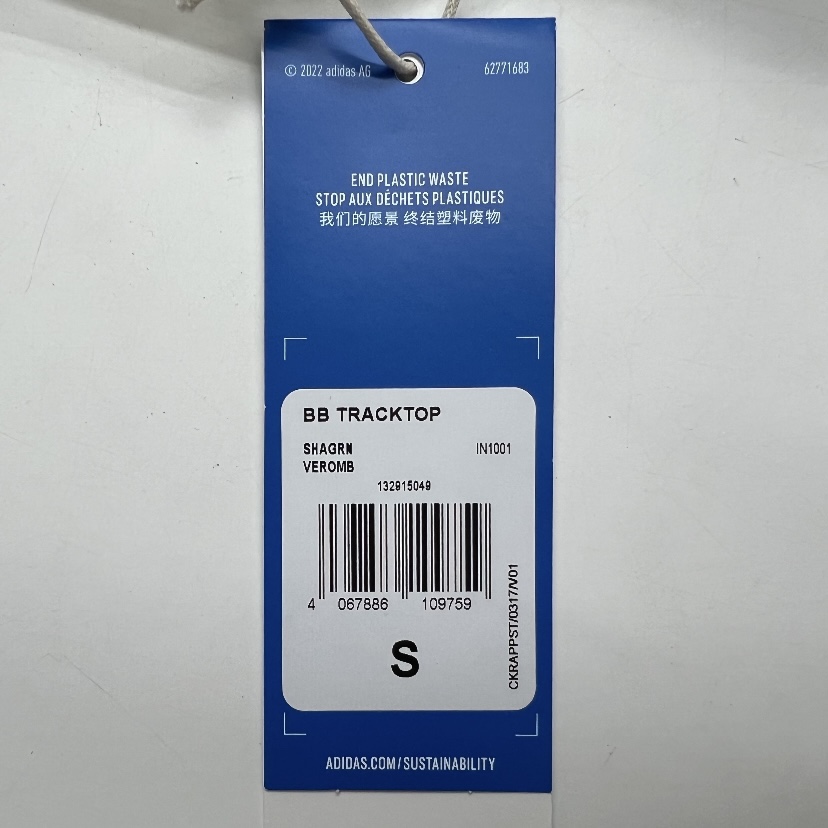 © 2022 adidas AG
62771683
END PLASTIC WASTE
STOP AUX DÉCHETS PLASTIQUES
我们的愿景 终结塑料废物
BB TRACKTOP
SHAGRN
IN1001
VEROMB
132915049
4 067886 109759
S
CKRAPPST/0317/V01
ADIDAS.COM/SUSTAINABILITY